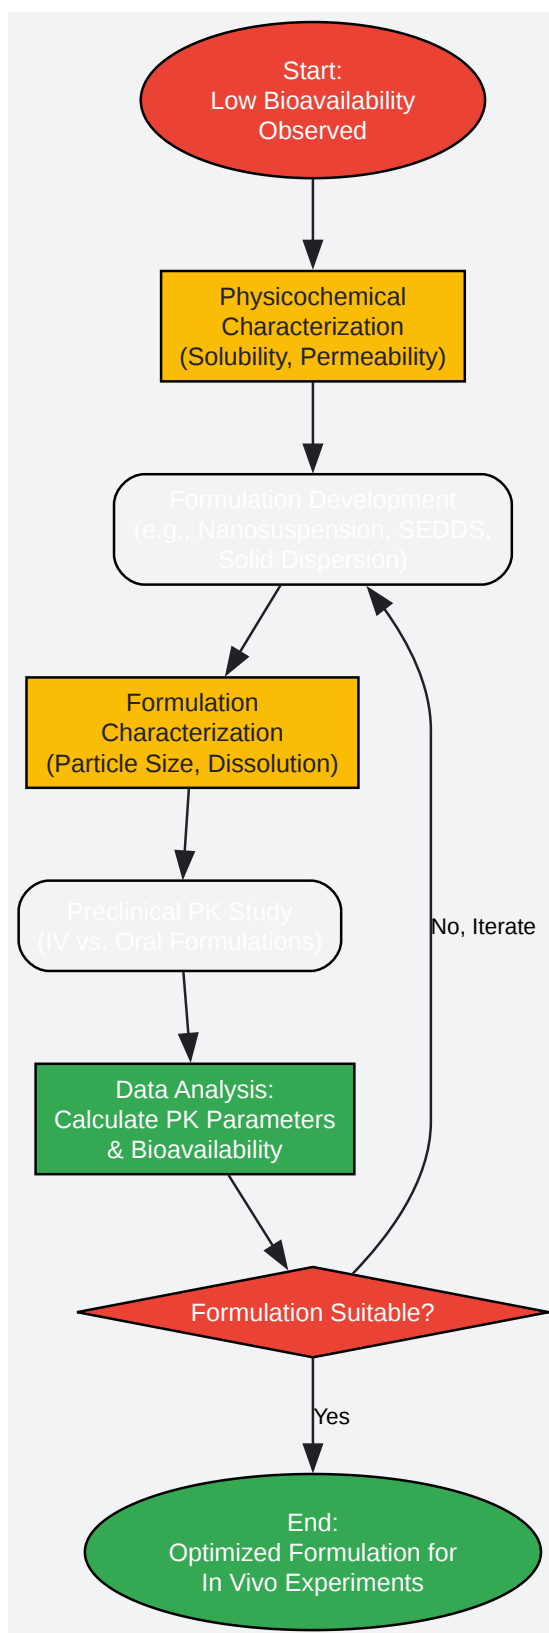 Start:
Low Bioavailability
Observed
Physicochemical
Characterization
(Solubility, Permeability)
Formulation Development
(e.g., Nanosuspension, SEDDS,
Solid Dispersion)
Formulation
Characterization
(Particle Size, Dissolution)
Preclinical PK Study
(IV vs. Oral Formulations)
No, Iterate
Data Analysis:
Calculate PK Parameters
& Bioavailability
Formulation Suitable?
Yes
End:
Optimized Formulation for
In Vivo Experiments